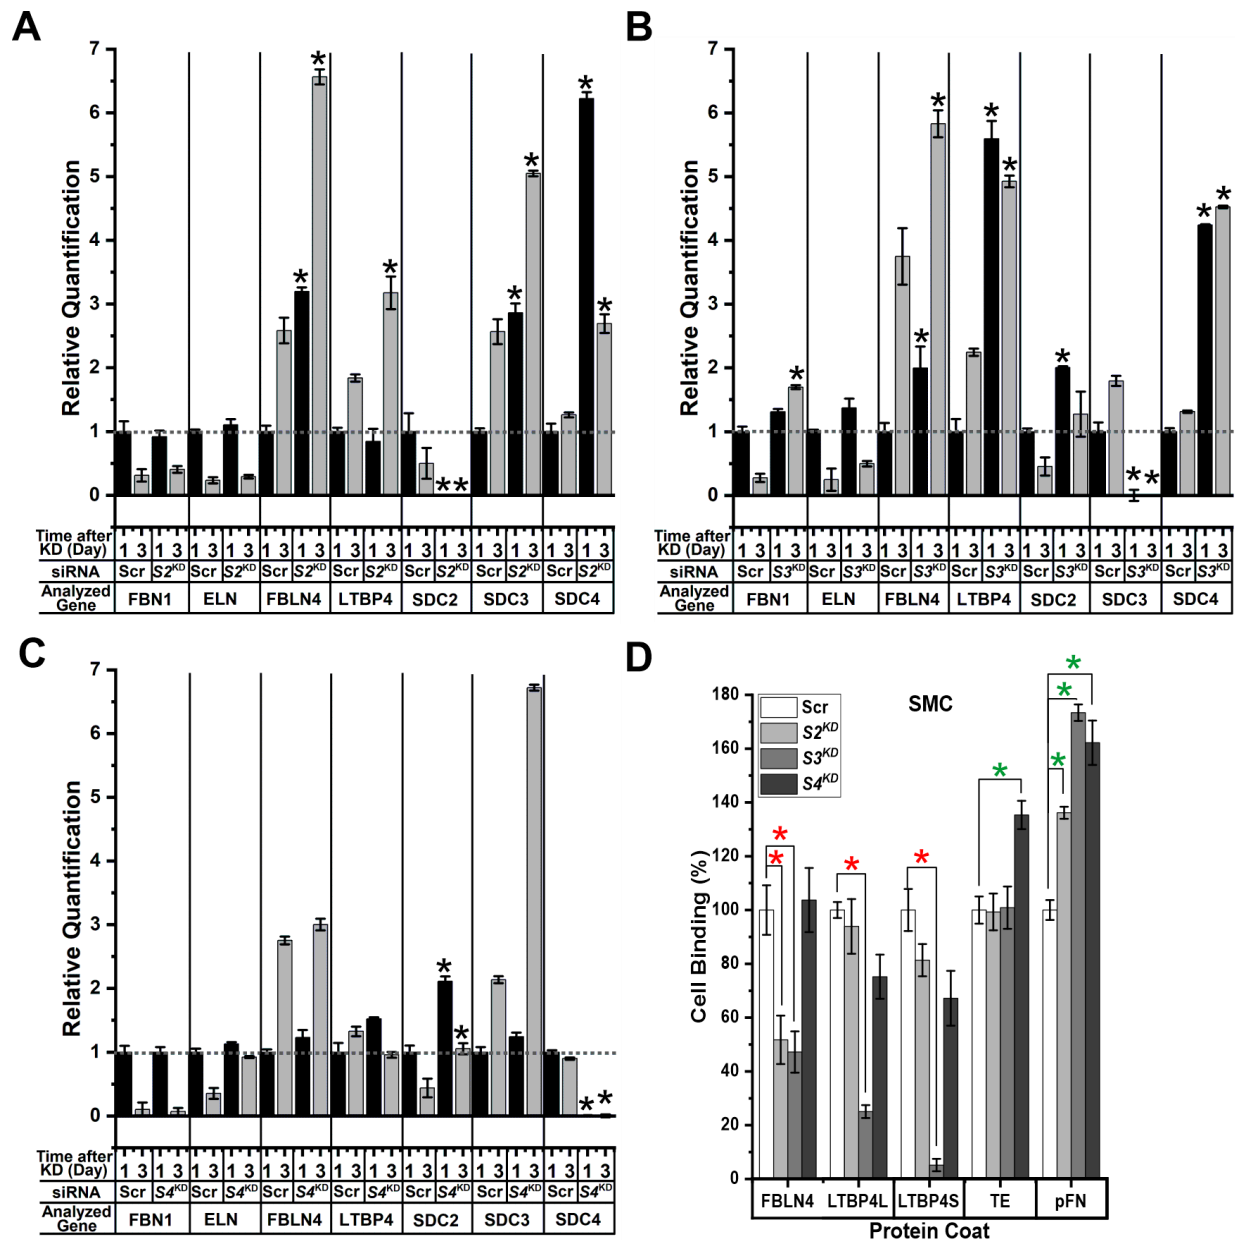 A
7
6
5
4
3
2
1
0
Relative Quantification
* * * * * * * * * *
Time after KD (Day) 1 3 1 3 1 3 1 3 1 3 1 3 1 3 1 3 1 3 1 3 1 3 1 3 1 3 1 3
siRNA Scr S2KD Scr S2KD Scr S2KD Scr S2KD Scr S2KD Scr S2KD Scr S2KD
Analyzed Gene FBN1 ELN FBLN4 LTBP4 SDC2 SDC3 SDC4
B
7
6
5
4
3
2
1
0
Relative Quantification
* * * * * * * * * *
Time after KD (Day) 1 3 1 3 1 3 1 3 1 3 1 3 1 3 1 3 1 3 1 3 1 3 1 3 1 3 1 3
siRNA Scr S3KD Scr S3KD Scr S3KD Scr S3KD Scr S3KD Scr S3KD Scr S3KD
Analyzed Gene FBN1 ELN FBLN4 LTBP4 SDC2 SDC3 SDC4
C
7
6
5
4
3
2
1
0
Relative Quantification
* * * *
Time after KD (Day) 1 3 1 3 1 3 1 3 1 3 1 3 1 3 1 3 1 3 1 3 1 3 1 3 1 3 1 3
siRNA Scr S4KD Scr S4KD Scr S4KD Scr S4KD Scr S4KD Scr S4KD Scr S4KD
Analyzed Gene FBN1 ELN FBLN4 LTBP4 SDC2 SDC3 SDC4
D
SMC
Scr
S2KD
S3KD
S4KD
180
160
140
120
100
80
60
40
20
0
Cell Binding (%)
* * * * * * * *
FBLN4 LTBP4L LTBP4S TE pFN
Protein Coat